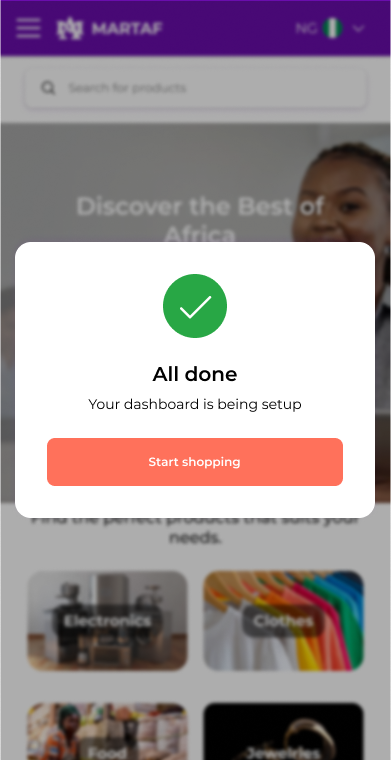 MARTAF
NG
Search for products
Discover the Best of
Africa
All done
Your dashboard is being setup
Start shopping
Find the perfect products that suits your
needs.
Electronics
Clothes
Food
Jewelries